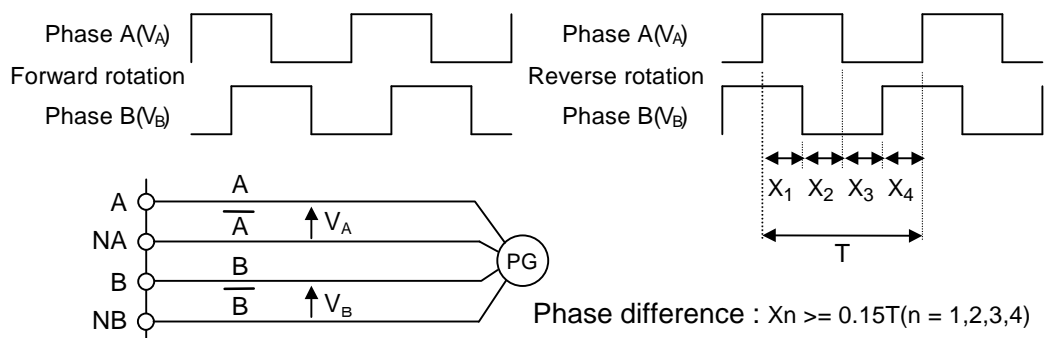 Phase A(VA)
Forward rotation
Phase B(VB)
Phase A(VA)
Reverse rotation
Phase B(VB)
X1 X2 X3 X4
T
A A
A̅ VA
NA
B B
B̅ VB
NB
PG
Phase difference : Xn >= 0.15T(n = 1,2,3,4)